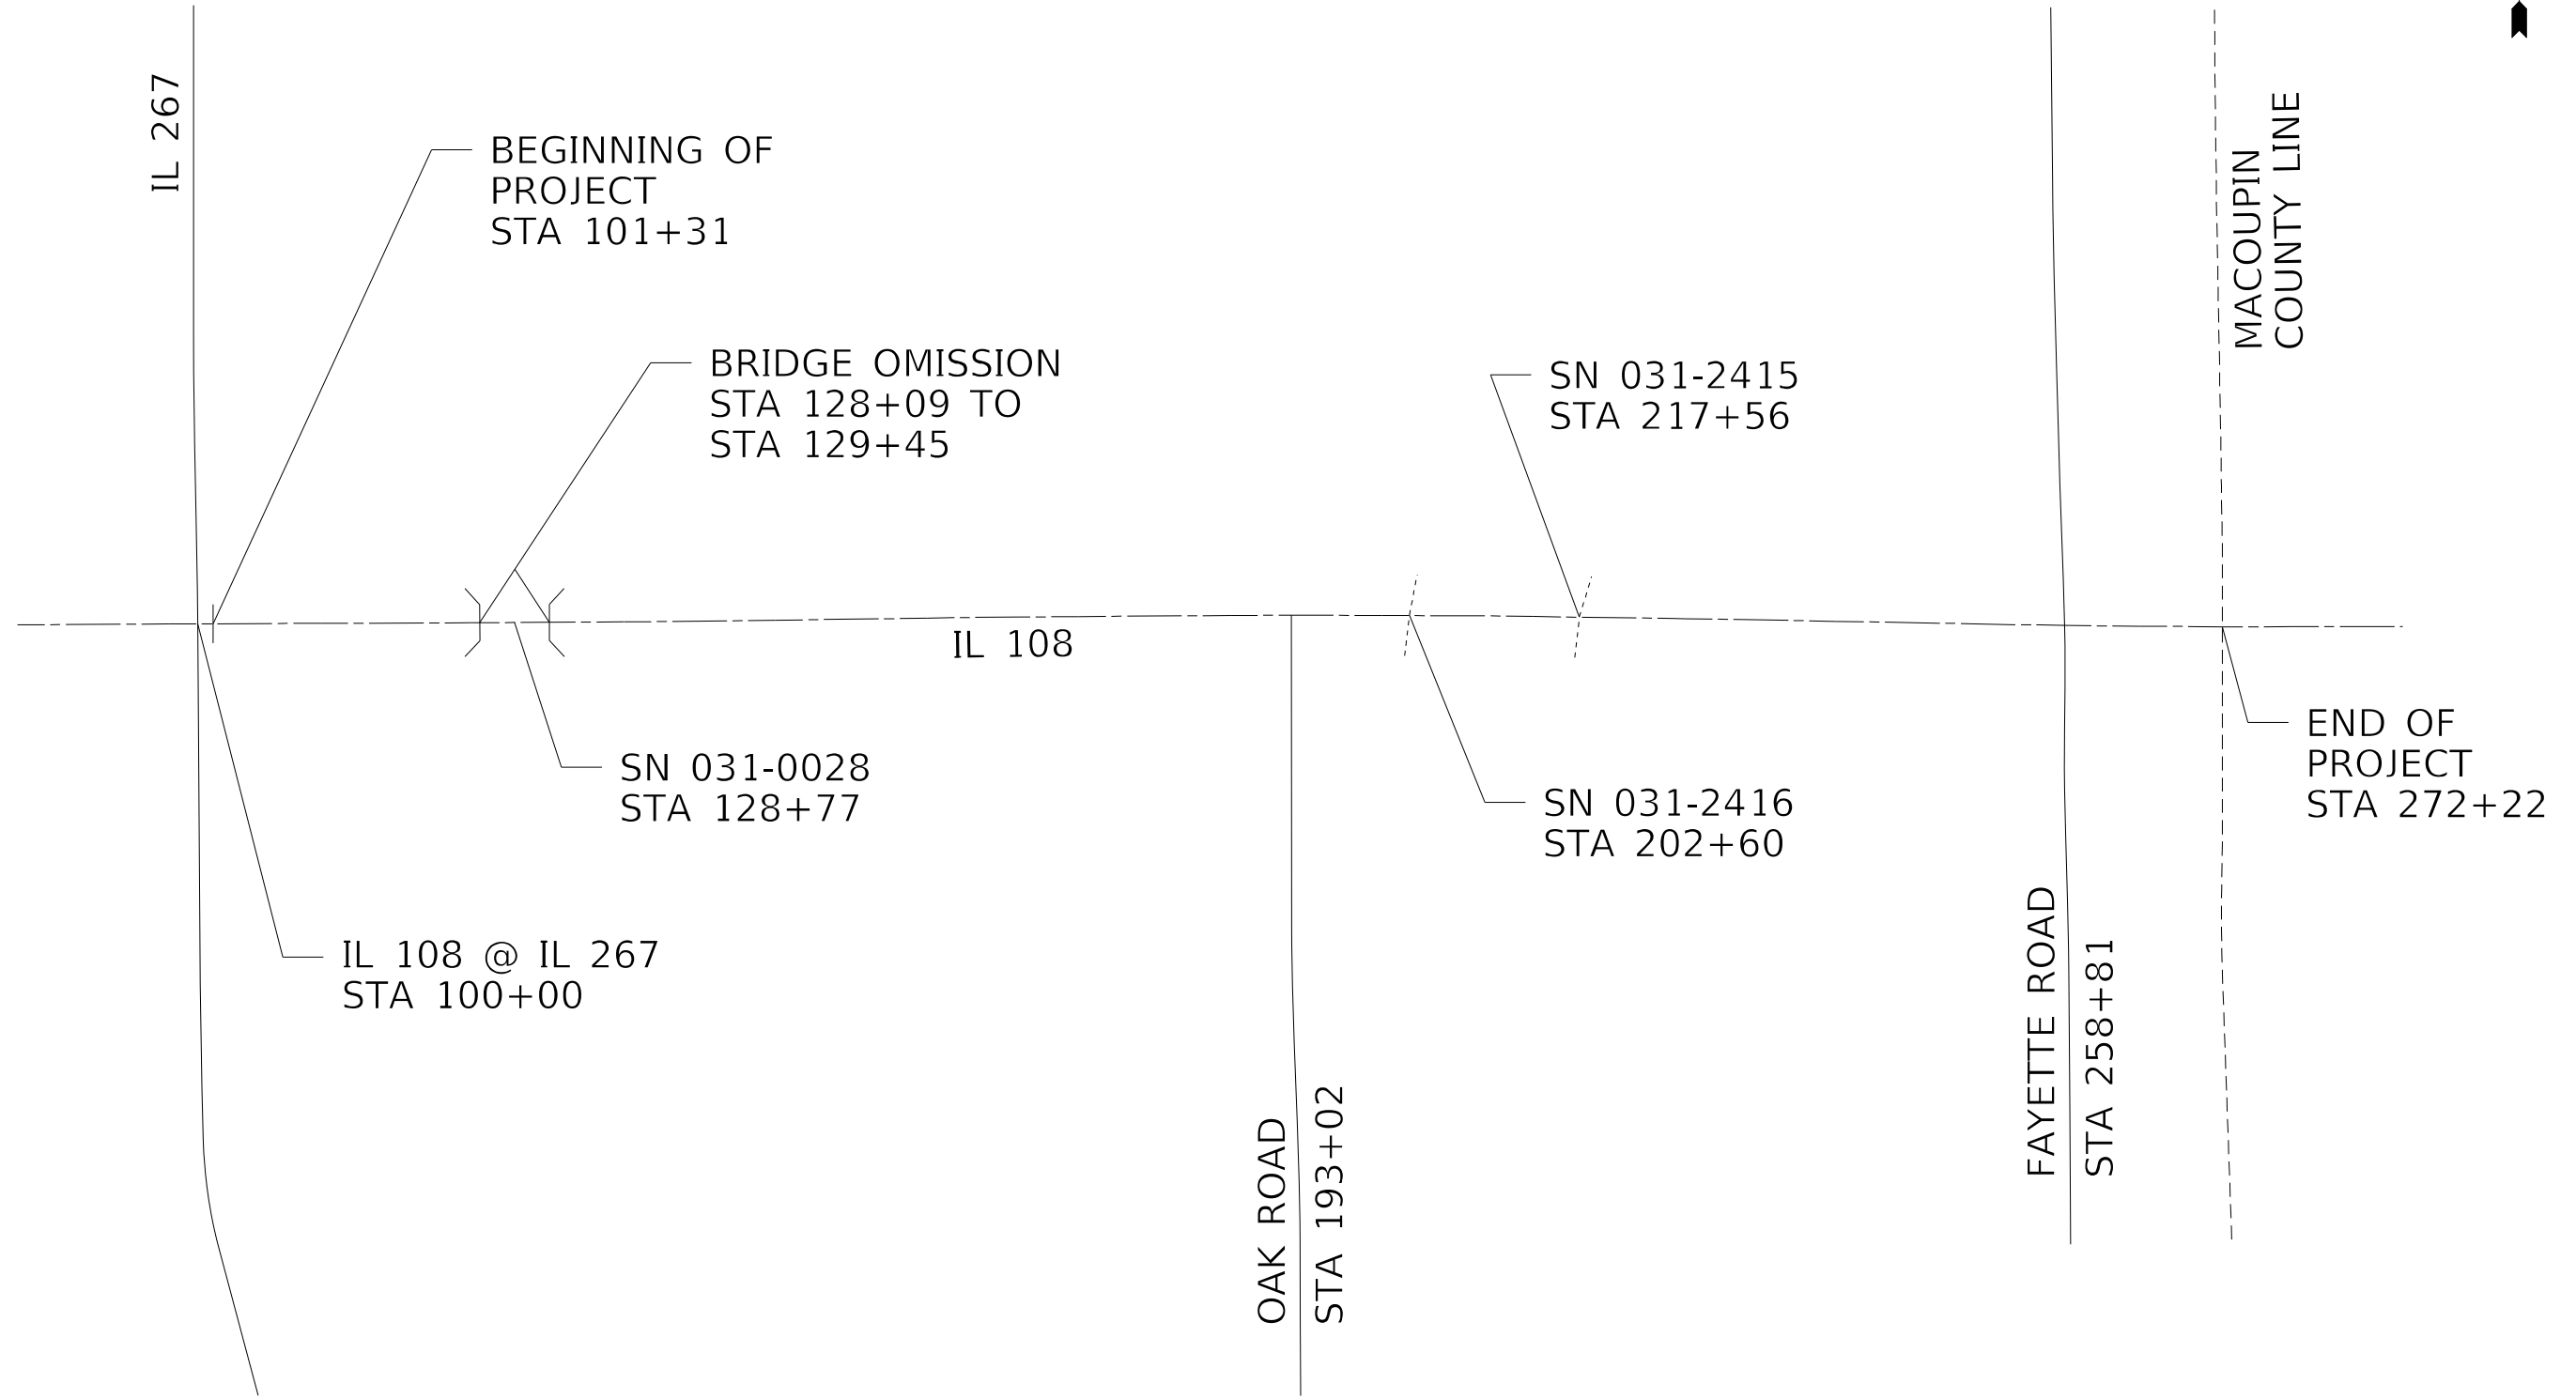 IL 267
BEGINNING OF
PROJECT
STA 101+31
BRIDGE OMISSION
STA 128+09 TO
STA 129+45
SN 031-2415
STA 217+56
MACOUPIN
COUNTY LINE
IL 108
SN 031-0028
STA 128+77
SN 031-2416
STA 202+60
END OF
PROJECT
STA 272+22
IL 108 @ IL 267
STA 100+00
OAK ROAD
STA 193+02
FAYETTE ROAD
STA 258+81